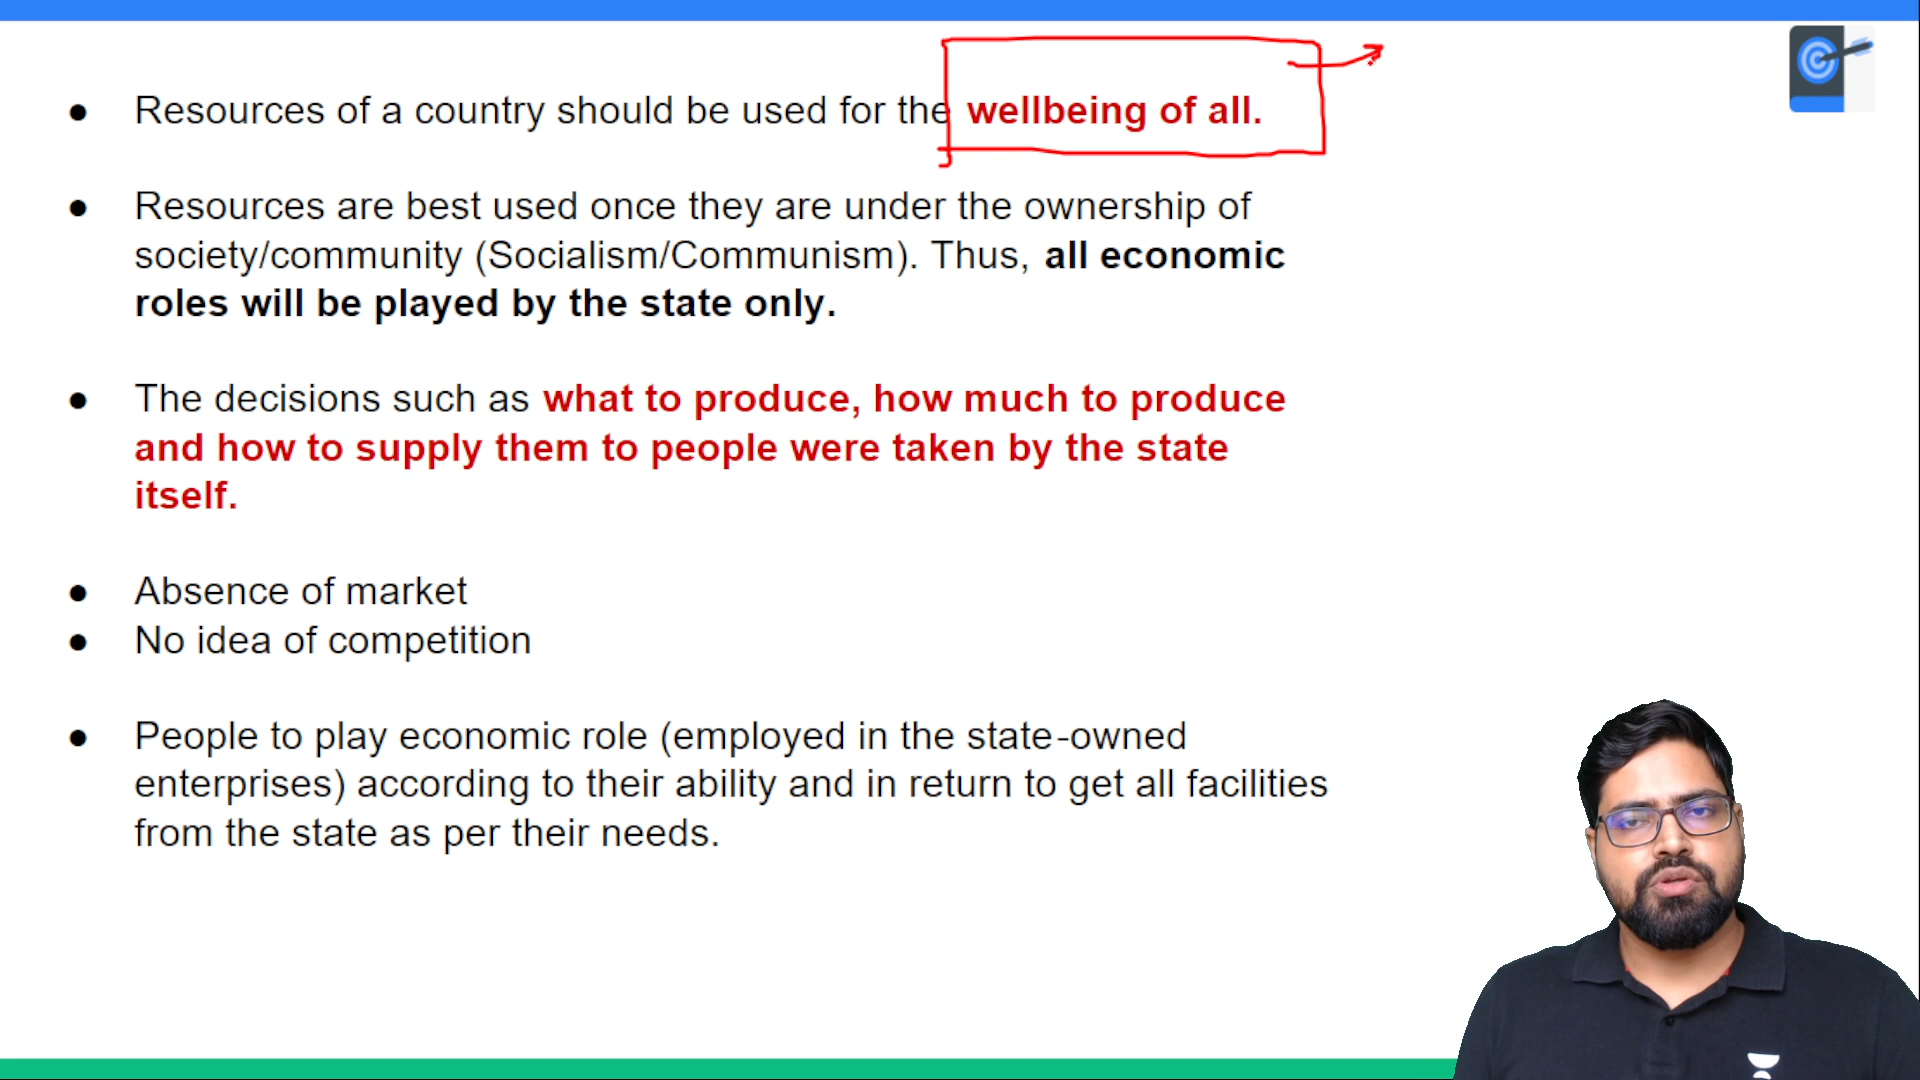 ● Resources of a country should be used for the wellbeing of all.
● Resources are best used once they are under the ownership of
society/community (Socialism/Communism). Thus, all economic
roles will be played by the state only.
● The decisions such as what to produce, how much to produce
and how to supply them to people were taken by the state
itself.
● Absence of market
● No idea of competition
● People to play economic role (employed in the state-owned
enterprises) according to their ability and in return to get all facilities
from the state as per their needs.